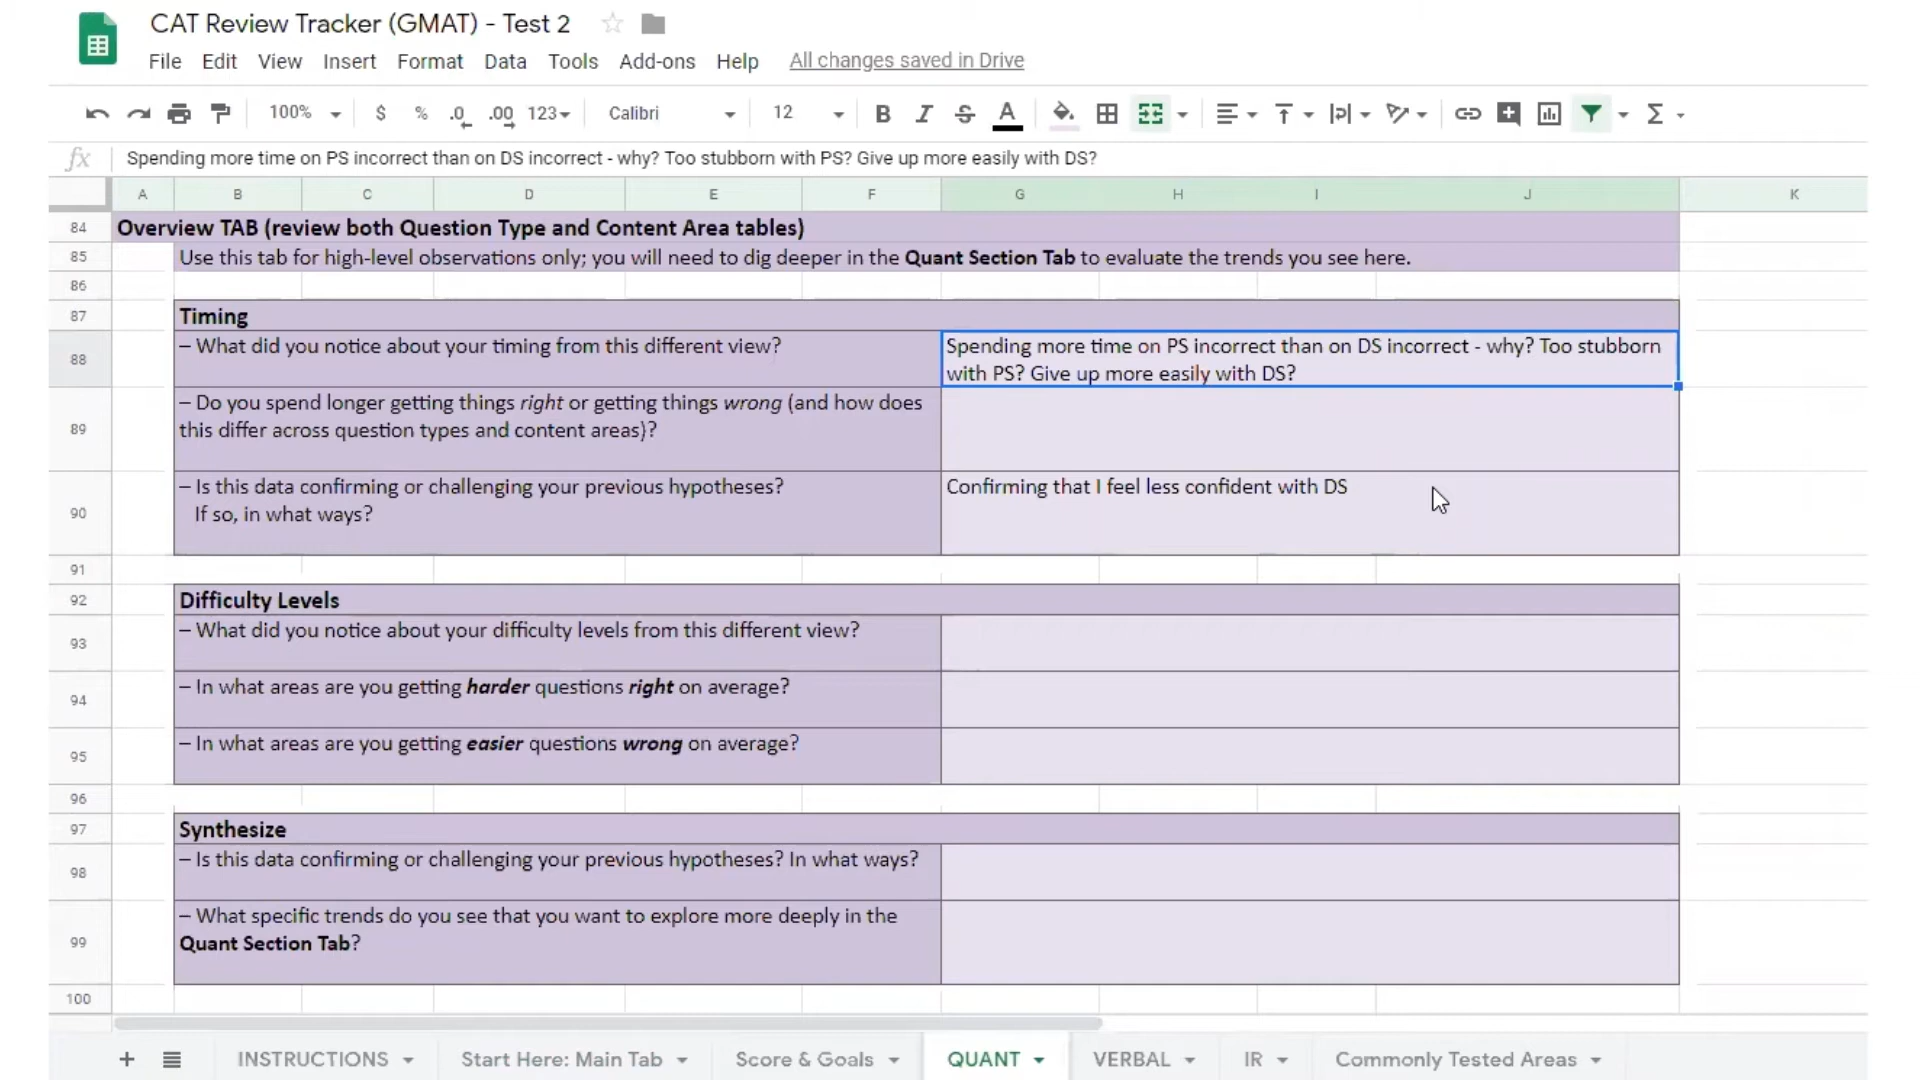 CAT Review Tracker (GMAT) - Test 2
File Edit View Insert Format Data Tools Add-ons Help All changes saved in Drive
100% $ % .0 .00 123 Calibri 12 B I S A Σ
fx Spending more time on PS incorrect than on DS incorrect - why? Too stubborn with PS? Give up more easily with DS?
A B C D E F G H I J K
84 Overview TAB (review both Question Type and Content Area tables)
85 Use this tab for high-level observations only; you will need to dig deeper in the Quant Section Tab to evaluate the trends you see here.
86
87 Timing
88 – What did you notice about your timing from this different view?
Spending more time on PS incorrect than on DS incorrect - why? Too stubborn
with PS? Give up more easily with DS?
89 – Do you spend longer getting things right or getting things wrong (and how does
this differ across question types and content areas)?
90 – Is this data confirming or challenging your previous hypotheses?
If so, in what ways?
Confirming that I feel less confident with DS
91
92 Difficulty Levels
93 – What did you notice about your difficulty levels from this different view?
94 – In what areas are you getting harder questions right on average?
95 – In what areas are you getting easier questions wrong on average?
96
97 Synthesize
98 – Is this data confirming or challenging your previous hypotheses? In what ways?
99 – What specific trends do you see that you want to explore more deeply in the
Quant Section Tab?
100
+ INSTRUCTIONS Start Here: Main Tab Score & Goals QUANT VERBAL IR Commonly Tested Areas